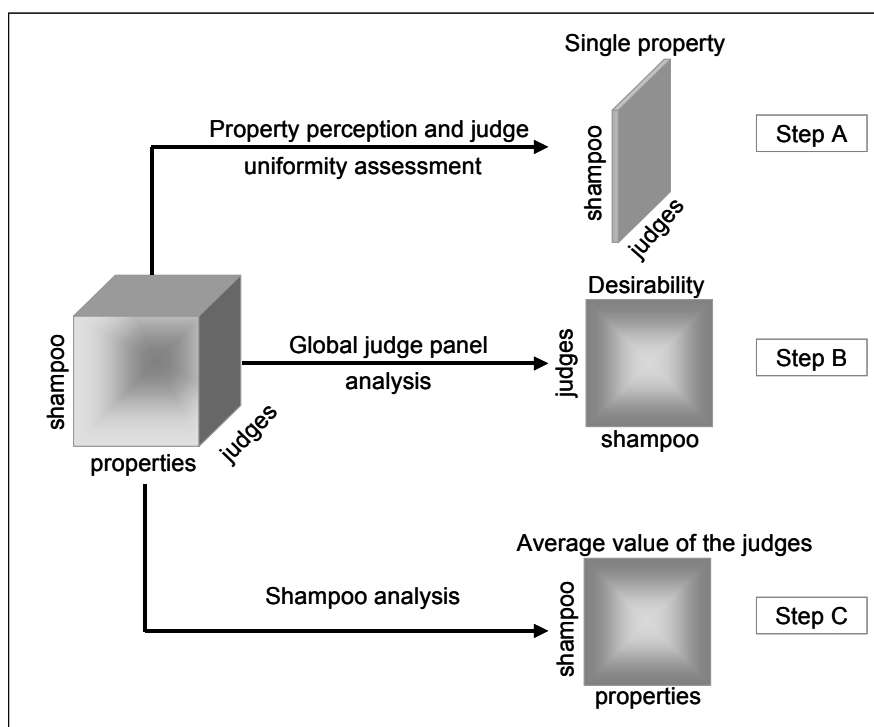 Single property
Property perception and judge
uniformity assessment
shampoo
judges
Step A
Desirability
Global judge panel
analysis
judges
shampoo
Step B
shampoo
properties
judges
Average value of the judges
Shampoo analysis
shampoo
properties
Step C